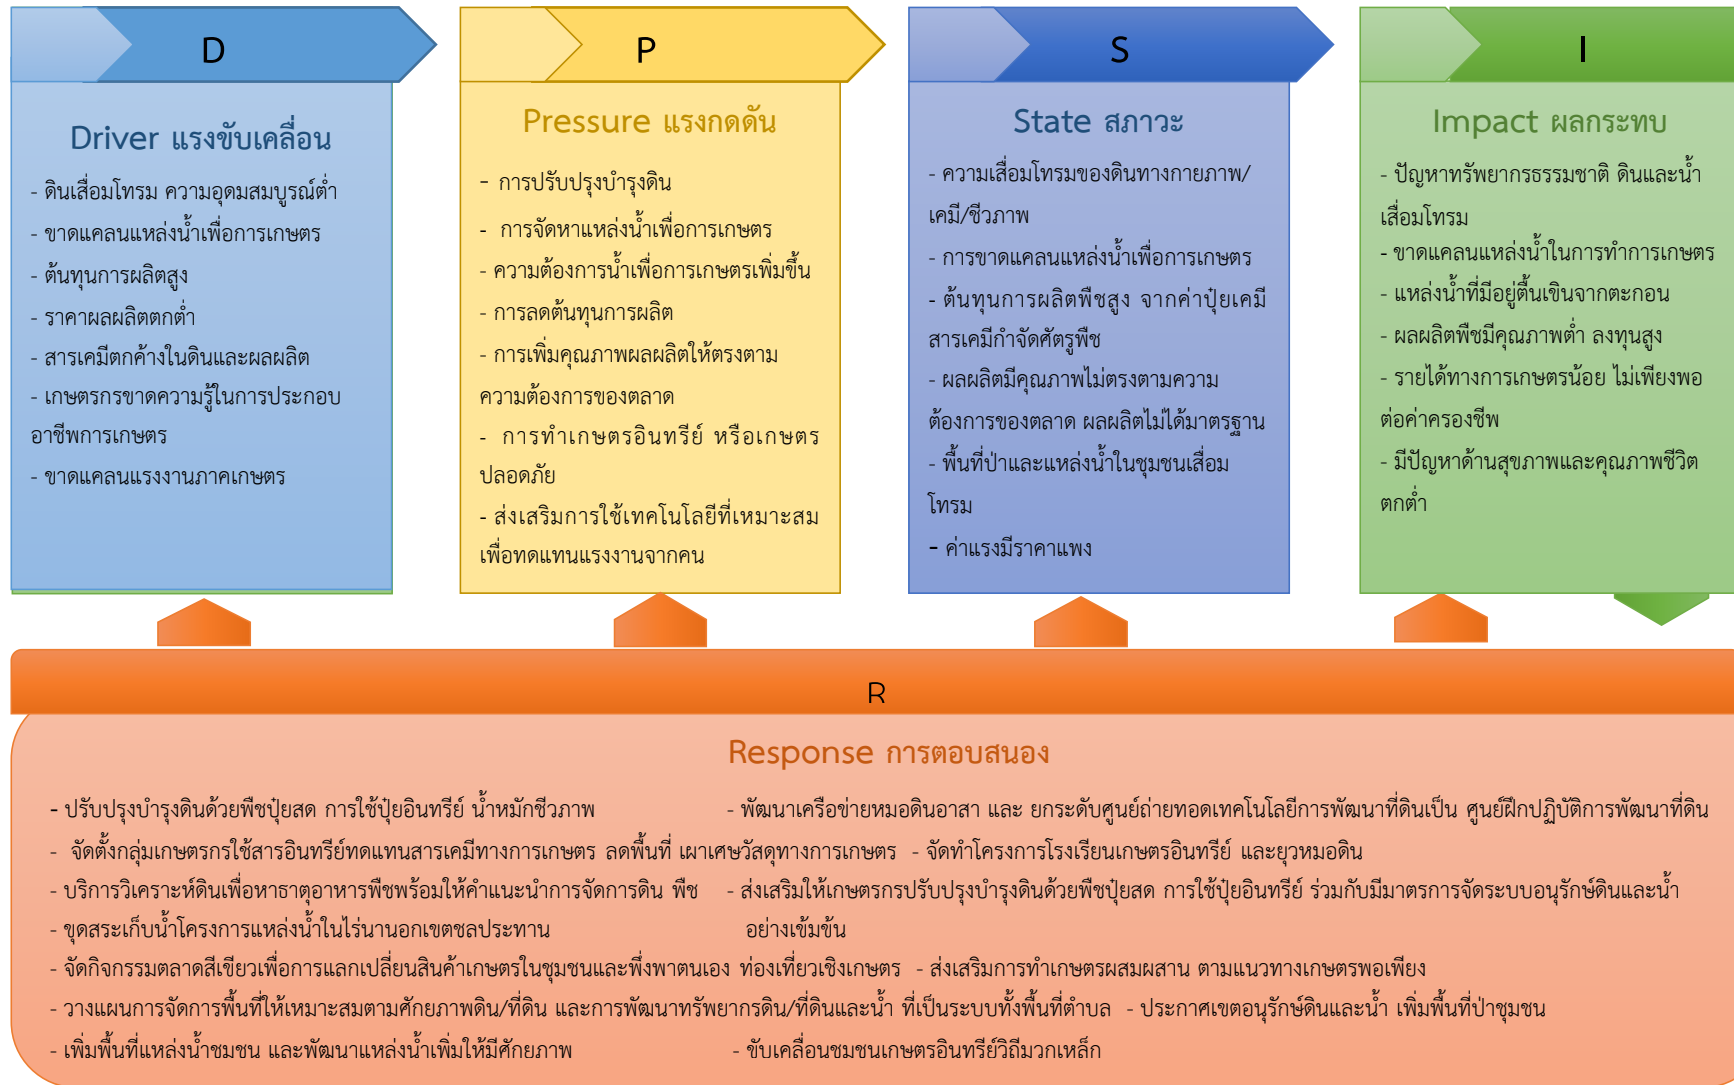 D
Driver แรงขับเคลื่อน
- ดินเสื่อมโทรม ความอุดมสมบูรณ์ต่ำ
- ขาดแคลนแหล่งน้ำเพื่อการเกษตร
- ต้นทุนการผลิตสูง
- ราคาผลผลิตตกต่ำ
- สารเคมีตกค้างในดินและผลผลิต
- เกษตรกรขาดความรู้ในการประกอบ
อาชีพการเกษตร
- ขาดแคลนแรงงานภาคเกษตร
P
Pressure แรงกดดัน
- การปรับปรุงบำรุงดิน
- การจัดหาแหล่งน้ำเพื่อการเกษตร
- ความต้องการน้ำเพื่อการเกษตรเพิ่มขึ้น
- การลดต้นทุนการผลิต
- การเพิ่มคุณภาพผลผลิตให้ตรงตาม
ความต้องการของตลาด
- การทำเกษตรอินทรีย์ หรือเกษตร
ปลอดภัย
- ส่งเสริมการใช้เทคโนโลยีที่เหมาะสม
เพื่อทดแทนแรงงานจากคน
S
State สภาวะ
- ความเสื่อมโทรมของดินทางกายภาพ/
เคมี/ชีวภาพ
- การขาดแคลนแหล่งน้ำเพื่อการเกษตร
- ต้นทุนการผลิตพืชสูง จากค่าปุ๋ยเคมี
สารเคมีกำจัดศัตรูพืช
- ผลผลิตมีคุณภาพไม่ตรงตามความ
ต้องการของตลาด ผลผลิตไม่ได้มาตรฐาน
- พื้นที่ป่าและแหล่งน้ำในชุมชนเสื่อม
โทรม
- ค่าแรงมีราคาแพง
I
Impact ผลกระทบ
- ปัญหาทรัพยากรธรรมชาติ ดินและน้ำ
เสื่อมโทรม
- ขาดแคลนแหล่งน้ำในการทำการเกษตร
- แหล่งน้ำที่มีอยู่ตื้นเขินจากตะกอน
- ผลผลิตพืชมีคุณภาพต่ำ ลงทุนสูง
- รายได้ทางการเกษตรน้อย ไม่เพียงพอ
ต่อค่าครองชีพ
- มีปัญหาด้านสุขภาพและคุณภาพชีวิต
ตกต่ำ
R
Response การตอบสนอง
- ปรับปรุงบำรุงดินด้วยพืชปุ๋ยสด การใช้ปุ๋ยอินทรีย์ น้ำหมักชีวภาพ - พัฒนาเครือข่ายหมอดินอาสา และ ยกระดับศูนย์ถ่ายทอดเทคโนโลยีการพัฒนาที่ดินเป็น ศูนย์ฝึกปฏิบัติการพัฒนาที่ดิน
- จัดตั้งกลุ่มเกษตรกรใช้สารอินทรีย์ทดแทนสารเคมีทางการเกษตร ลดพื้นที่ เผาเศษวัสดุทางการเกษตร - จัดทำโครงการโรงเรียนเกษตรอินทรีย์ และยุวหมอดิน
- บริการวิเคราะห์ดินเพื่อหาธาตุอาหารพืชพร้อมให้คำแนะนำการจัดการดิน พืช - ส่งเสริมให้เกษตรกรปรับปรุงบำรุงดินด้วยพืชปุ๋ยสด การใช้ปุ๋ยอินทรีย์ ร่วมกับมีมาตรการจัดระบบอนุรักษ์ดินและน้ำ
- ขุดสระเก็บน้ำโครงการแหล่งน้ำในไร่นานอกเขตชลประทาน อย่างเข้มข้น
- จัดกิจกรรมตลาดสีเขียวเพื่อการแลกเปลี่ยนสินค้าเกษตรในชุมชนและพึ่งพาตนเอง ท่องเที่ยวเชิงเกษตร - ส่งเสริมการทำเกษตรผสมผสาน ตามแนวทางเกษตรพอเพียง
- วางแผนการจัดการพื้นที่ให้เหมาะสมตามศักยภาพดิน/ที่ดิน และการพัฒนาทรัพยากรดิน/ที่ดินและน้ำ ที่เป็นระบบทั้งพื้นที่ตำบล - ประกาศเขตอนุรักษ์ดินและน้ำ เพิ่มพื้นที่ป่าชุมชน
- เพิ่มพื้นที่แหล่งน้ำชุมชน และพัฒนาแหล่งน้ำเพิ่มให้มีศักยภาพ - ขับเคลื่อนชุมชนเกษตรอินทรีย์วิถีมวกเหล็ก